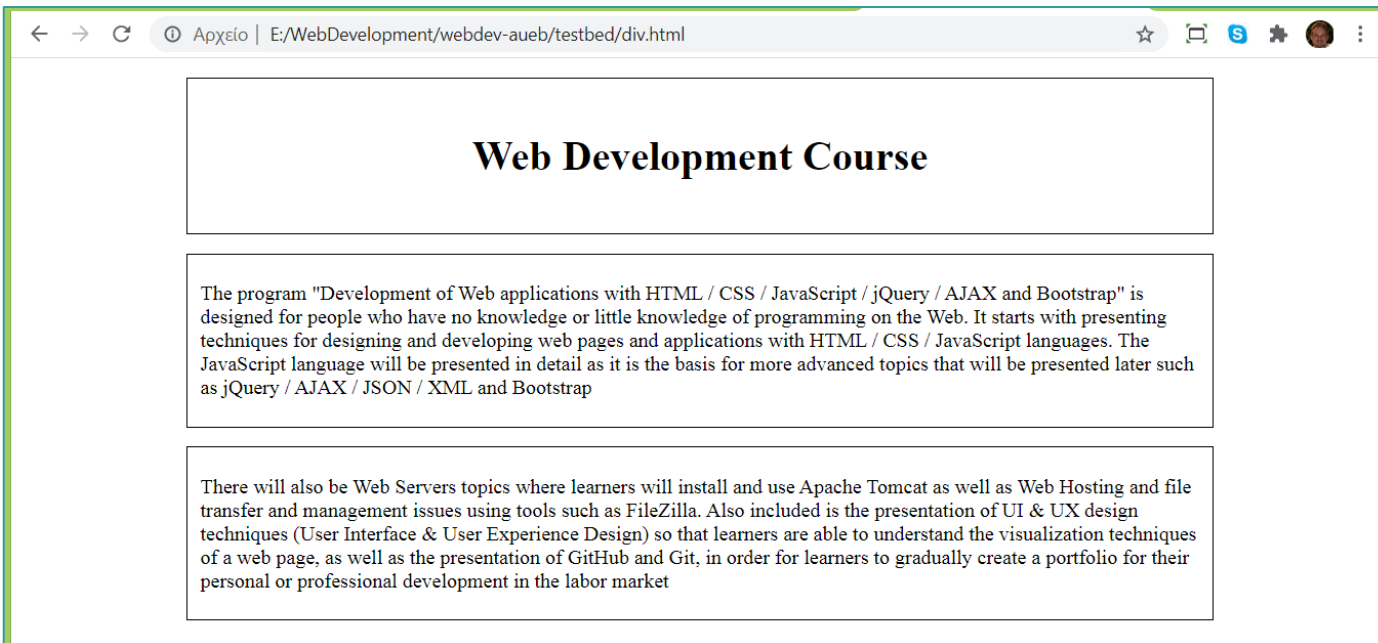 Αρχείο | E:/WebDevelopment/webdev-aueb/testbed/div.html
Web Development Course
The program "Development of Web applications with HTML / CSS / JavaScript / jQuery / AJAX and Bootstrap" is
designed for people who have no knowledge or little knowledge of programming on the Web. It starts with presenting
techniques for designing and developing web pages and applications with HTML / CSS / JavaScript languages. The
JavaScript language will be presented in detail as it is the basis for more advanced topics that will be presented later such
as jQuery / AJAX / JSON / XML and Bootstrap
There will also be Web Servers topics where learners will install and use Apache Tomcat as well as Web Hosting and file
transfer and management issues using tools such as FileZilla. Also included is the presentation of UI & UX design
techniques (User Interface & User Experience Design) so that learners are able to understand the visualization techniques
of a web page, as well as the presentation of GitHub and Git, in order for learners to gradually create a portfolio for their
personal or professional development in the labor market